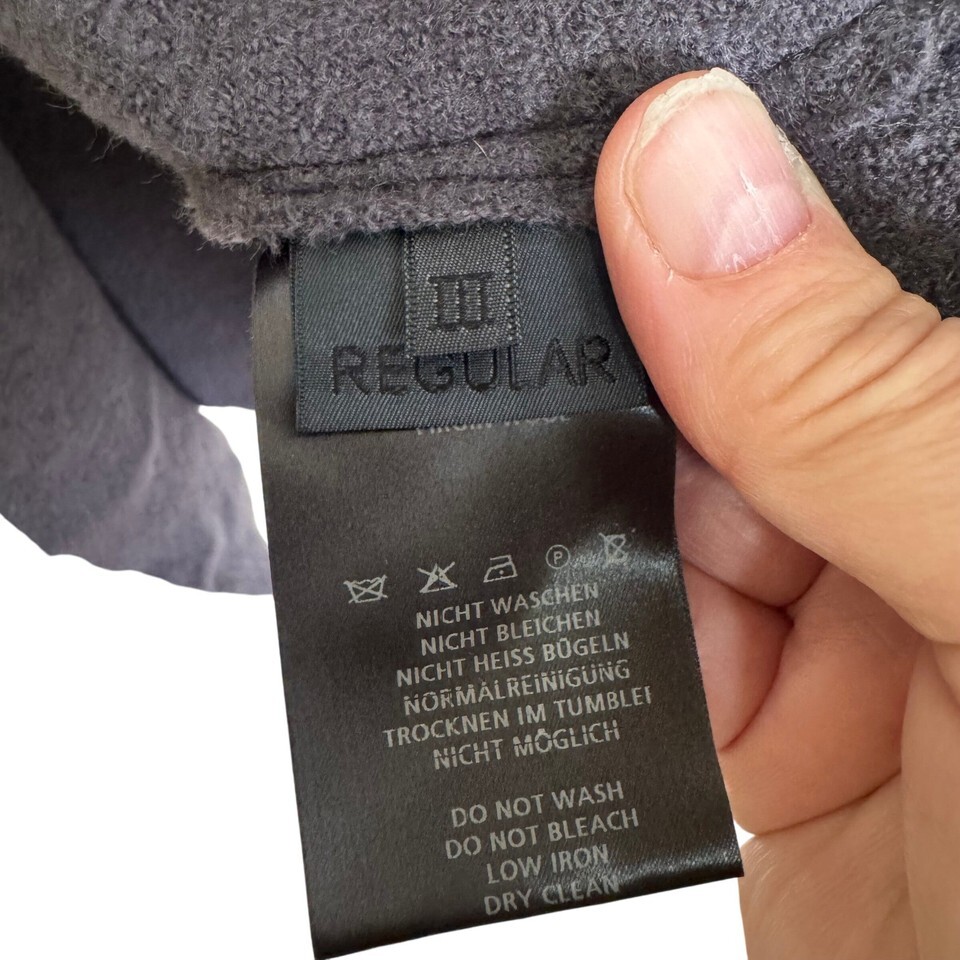 III
REGULAR
P
NICHT WASCHEN
NICHT BLEICHEN
NICHT HEISS BÜGELN
NORMALREINIGUNG
TROCKNEN IM TUMBLER
NICHT MÖGLICH
DO NOT WASH
DO NOT BLEACH
LOW IRON
DRY CLEAN